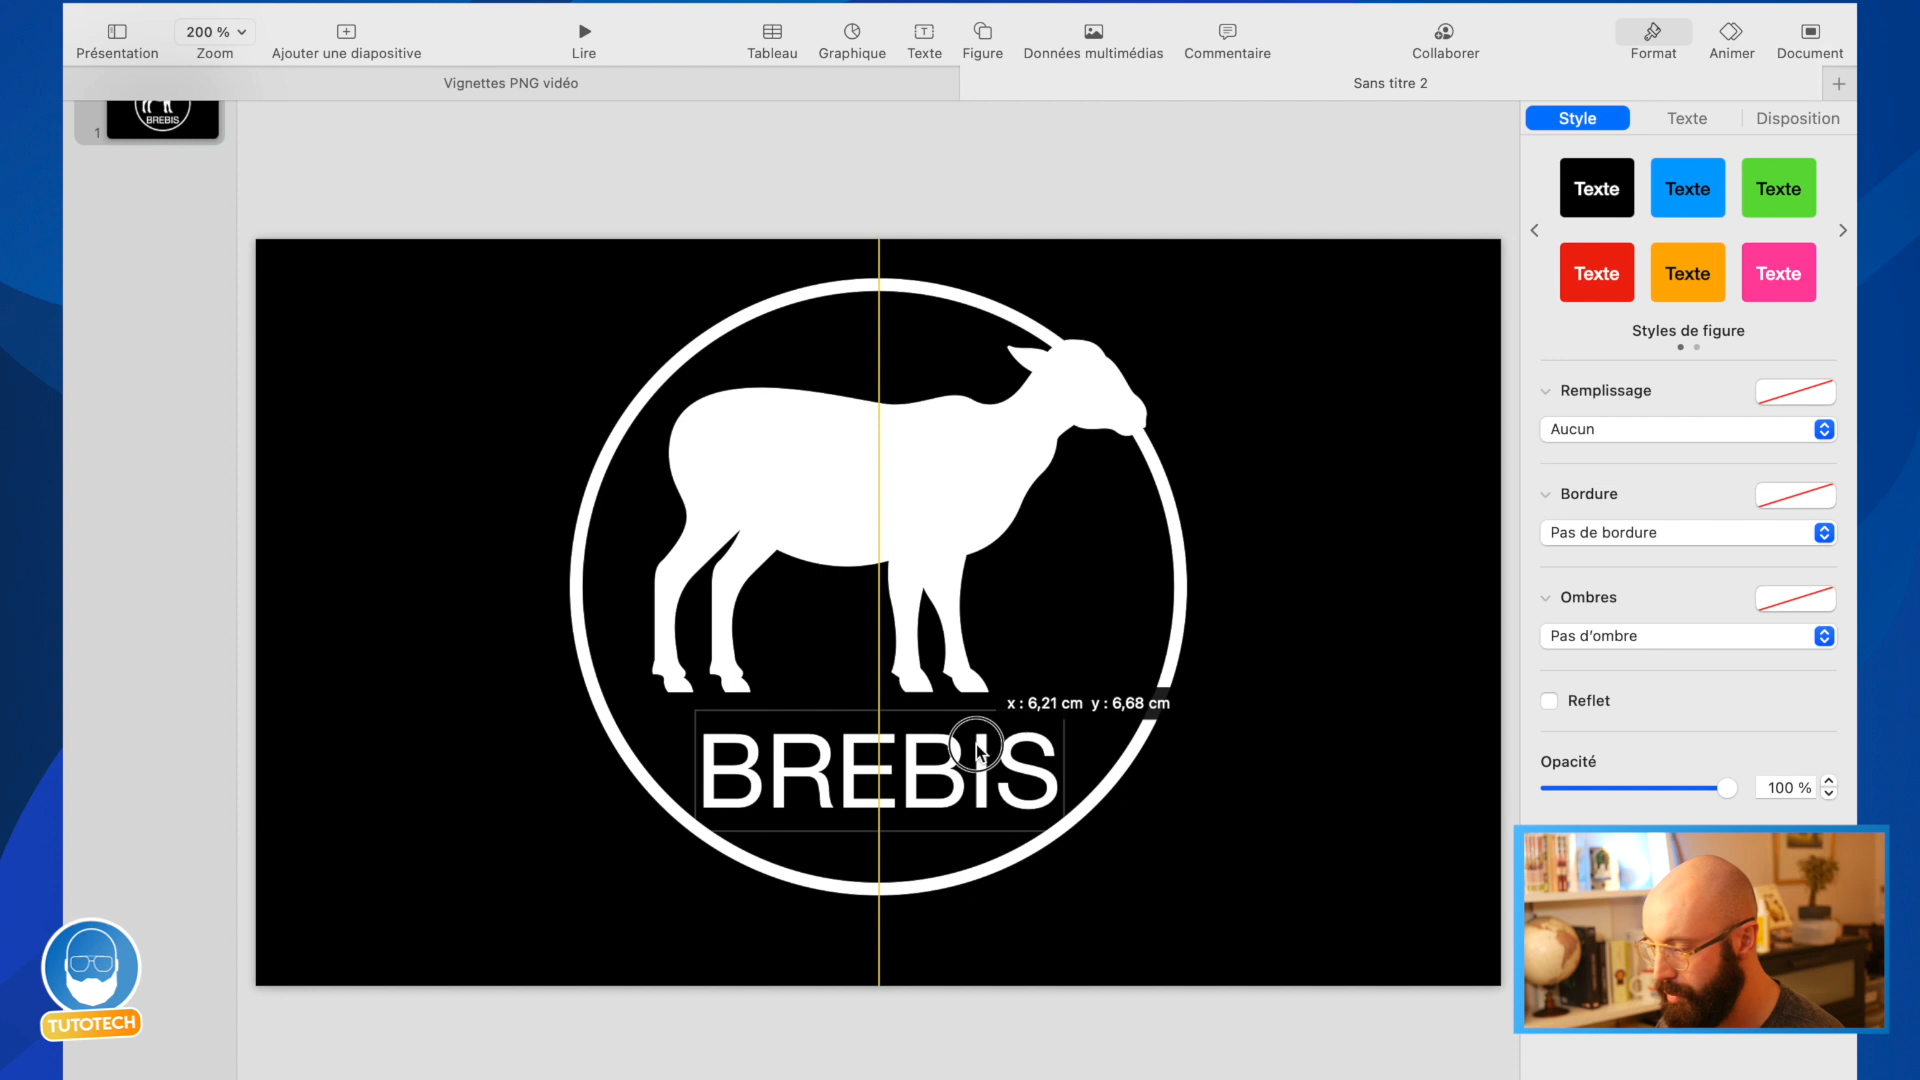 200 %
Présentation Zoom Ajouter une diapositive Lire Tableau Graphique Texte Figure Données multimédias Commentaire Collaborer Format Animer Document
Vignettes PNG vidéo Sans titre 2
Style Texte Disposition
BREBIS
1
Texte Texte Texte
Texte Texte Texte
Styles de figure
Remplissage
Aucun
Bordure
Pas de bordure
Ombres
Pas d'ombre
Reflet
x : 6,21 cm y : 6,68 cm
BREBIS
Opacité
100 %
TUTOTECH